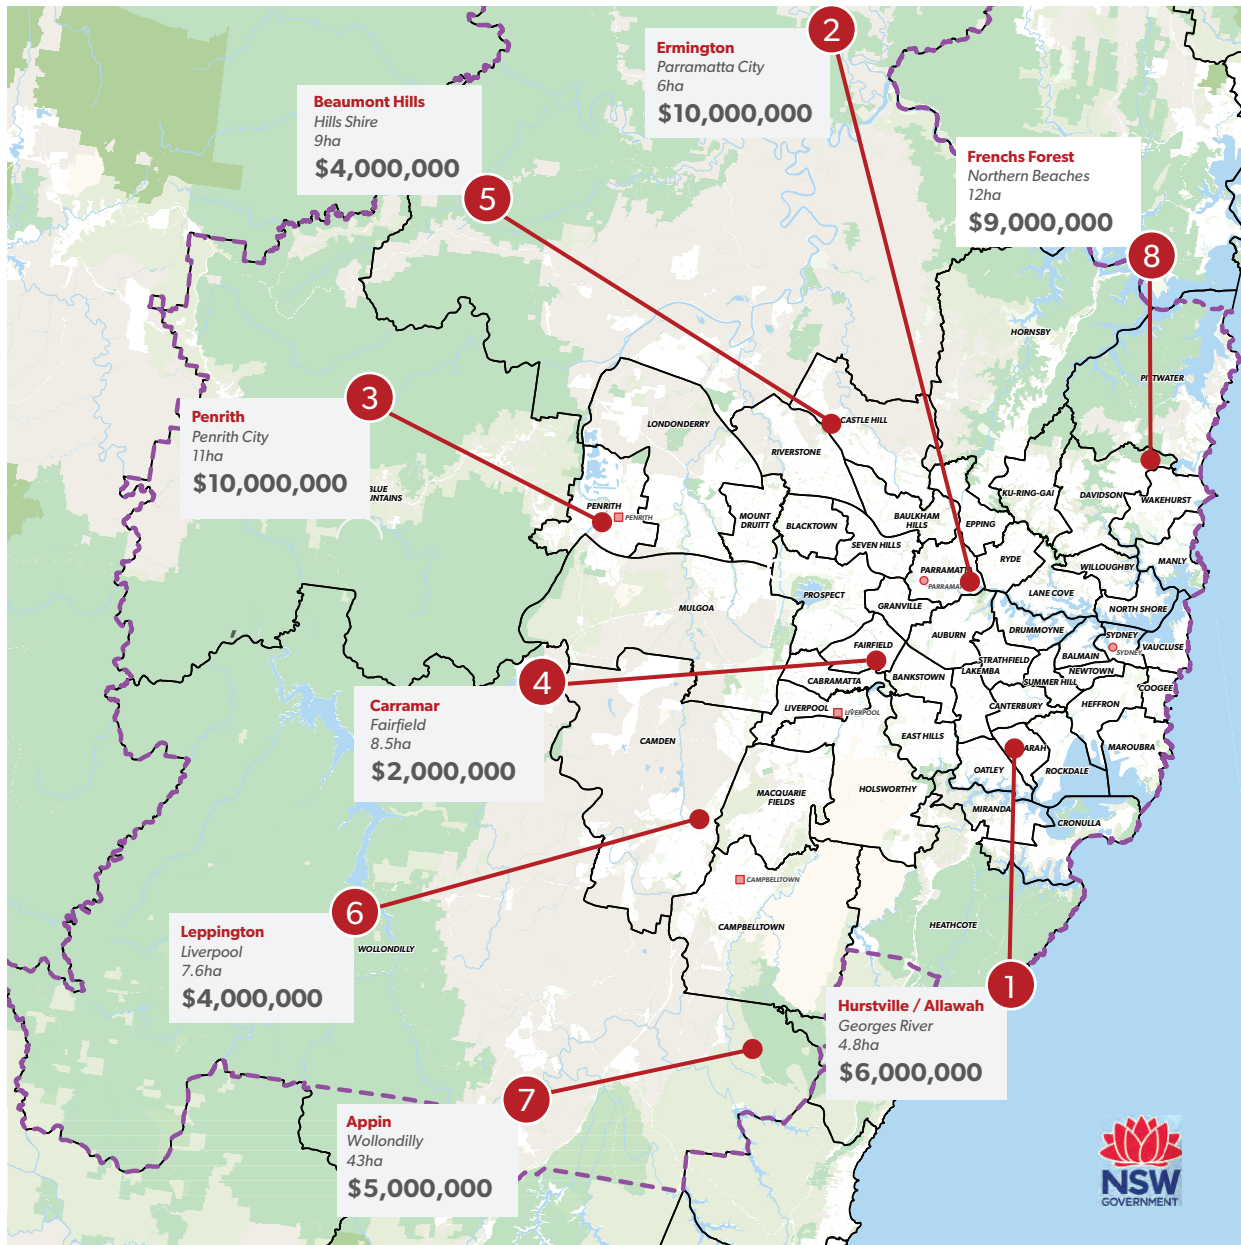 2
Ermington
Parramatta City
6ha
$10,000,000
Beaumont Hills
Hills Shire
9ha
$4,000,000
5
Frenchs Forest
Northern Beaches
12ha
$9,000,000
8
HORNSBY
3
Penrith
Penrith City
11ha
$10,000,000
LONDONDERRY
CASTLE HILL
RIVERSTONE
KU-RING-GAI
DAVIDSON
WAKEHURST
PENRITH
PENRITH
MOUNT
DRUITT
BLACKTOWN
BAULKHAM
HILLS
EPPING
SEVEN HILLS
RYDE
WILLOUGHBY
MANLY
PROSPECT
GRANVILLE
LANE COVE
NORTH SHORE
MULGOA
AUBURN
DRUMMOYNE
SYDNEY
SYDNEY
VAUCLUSE
FAIRFIELD
STRATHFIELD
BALMAIN
LAKEMBA
NEWTOWN
4
CABRAMATTA
BANKSTOWN
SUMMER HILL
COOGEE
Carramar
Fairfield
8.5ha
$2,000,000
LIVERPOOL
LIVERPOOL
CANTERBURY
HEFFRON
CAMDEN
EAST HILLS
ARAH
MAROUBRA
OATLEY
ROCKDALE
MACQUARIE
FIELDS
HOLSWORTHY
MIRANDA
CRONULLA
CAMPBELLTOWN
CAMPBELLTOWN
HEATHCOTE
6
Leppington
Liverpool
7.6ha
$4,000,000
WOLLONDILLY
1
Hurstville / Allawah
Georges River
4.8ha
$6,000,000
7
Appin
Wollondilly
43ha
$5,000,000
NSW
GOVERNMENT